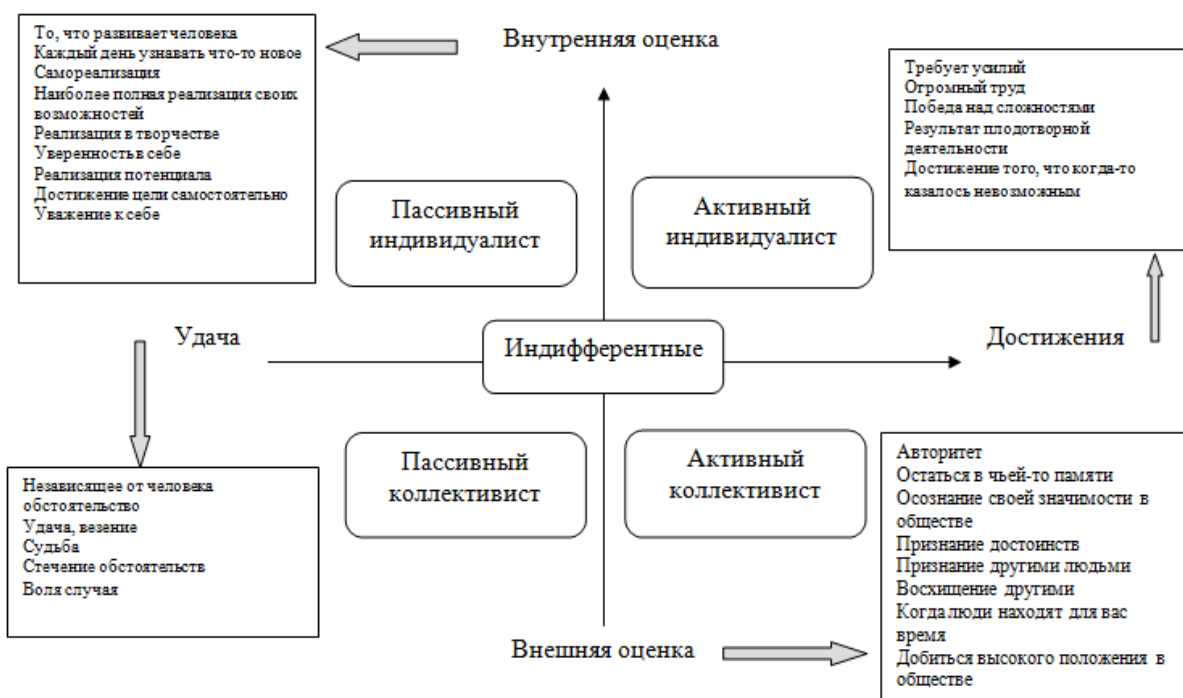 То, что развивает человека
Каждый день узнавать что-то новое
Самореализация
Наиболее полная реализация своих
возможностей
Реализация в творчестве
Уверенность в себе
Реализация потенциала
Достижение цели самостоятельно
Уважение к себе
Внутренняя оценка
Требует усилий
Огромный труд
Победа над сложностями
Результат плодотворной
деятельности
Достижение того, что когда-то
казалось невозможным
Пассивный
индивидуалист
Активный
индивидуалист
Удача
Индифферентные
Достижения
Пассивный
коллективист
Активный
коллективист
Независящее от человека
обстоятельство
Удача, везение
Судьба
Стечение обстоятельств
Воля случая
Авторитет
Остаться в чьей-то памяти
Осознание своей значимости в
обществе
Признание достоинств
Признание другими людьми
Восхищение другими
Когда люди находят для вас
время
Добиться высокого положения в
обществе
Внешняя оценка